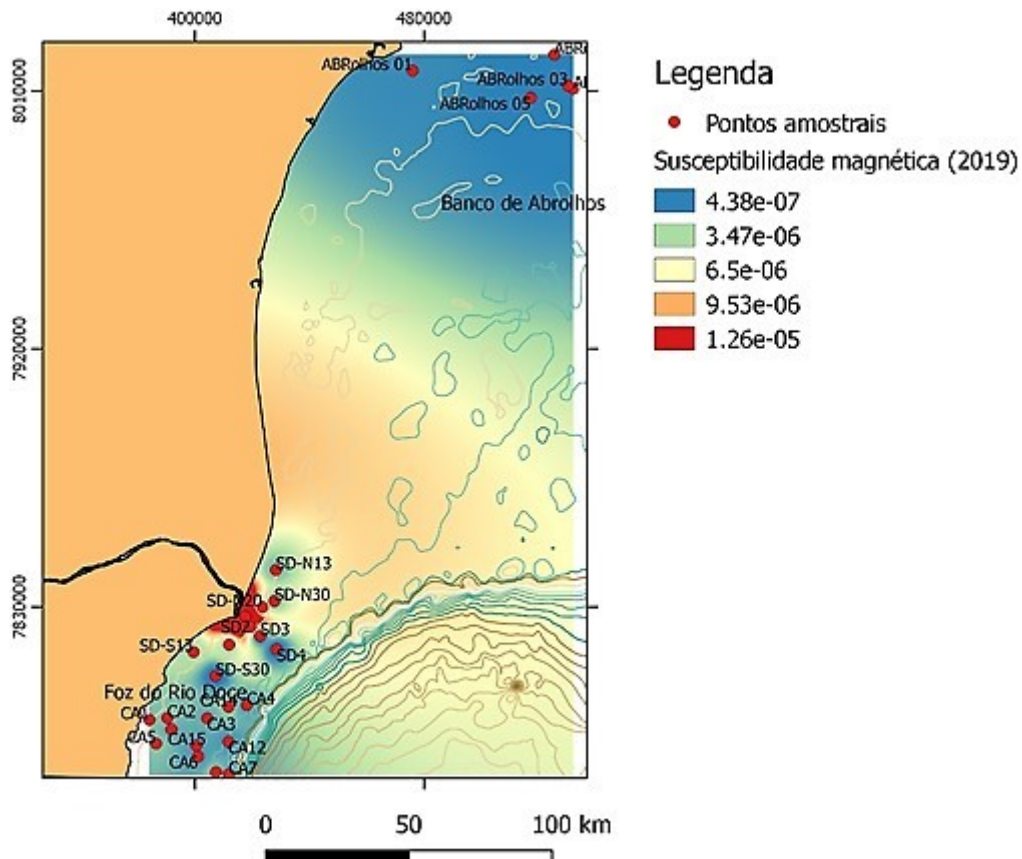 400000 480000
8010000
7920000
7830000
ABRolhos 01
ABRolhos 03
ABRolhos 05
Banco de Abrolhos
SD-N13
SD-N30
SD-N20
SD2
SD3
SD-S13
SD4
SD-S30
Foz do Rio Doce
CA4
CA2
CA3
CA5
CA15
CA12
CA6
CA7
Legenda
Pontos amostrais
Susceptibilidade magnética (2019)
4.38e-07
3.47e-06
6.5e-06
9.53e-06
1.26e-05
0 50 100 km